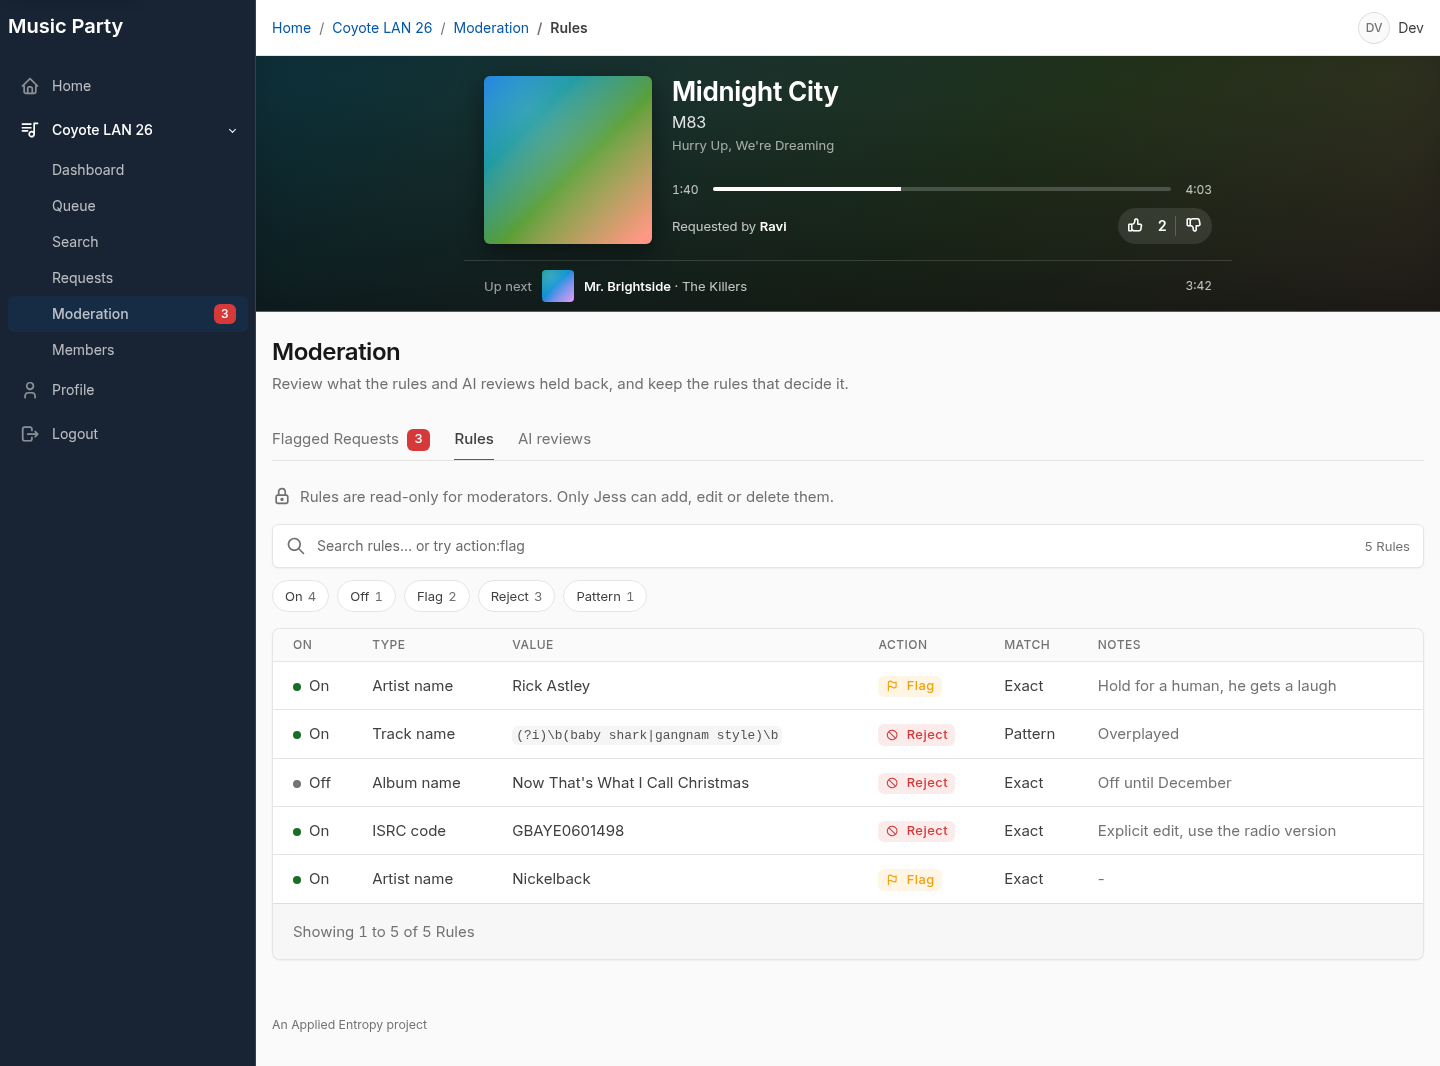 Music Party
Home
Coyote LAN 26
Dashboard
Queue
Search
Requests
Moderation 3
Members
Profile
Logout
Home / Coyote LAN 26 / Moderation / Rules
DV Dev
Midnight City
M83
Hurry Up, We're Dreaming
1:40 4:03
Requested by Ravi 2
Up next Mr. Brightside · The Killers 3:42
Moderation
Review what the rules and AI reviews held back, and keep the rules that decide it.
Flagged Requests 3 Rules AI reviews
Rules are read-only for moderators. Only Jess can add, edit or delete them.
Search rules... or try action:flag 5 Rules
On 4 Off 1 Flag 2 Reject 3 Pattern 1
ON TYPE VALUE ACTION MATCH NOTES
On Artist name Rick Astley Flag Exact Hold for a human, he gets a laugh
On Track name (?i)\b(baby shark|gangnam style)\b Reject Pattern Overplayed
Off Album name Now That's What I Call Christmas Reject Exact Off until December
On ISRC code GBAYE0601498 Reject Exact Explicit edit, use the radio version
On Artist name Nickelback Flag Exact -
Showing 1 to 5 of 5 Rules
An Applied Entropy project